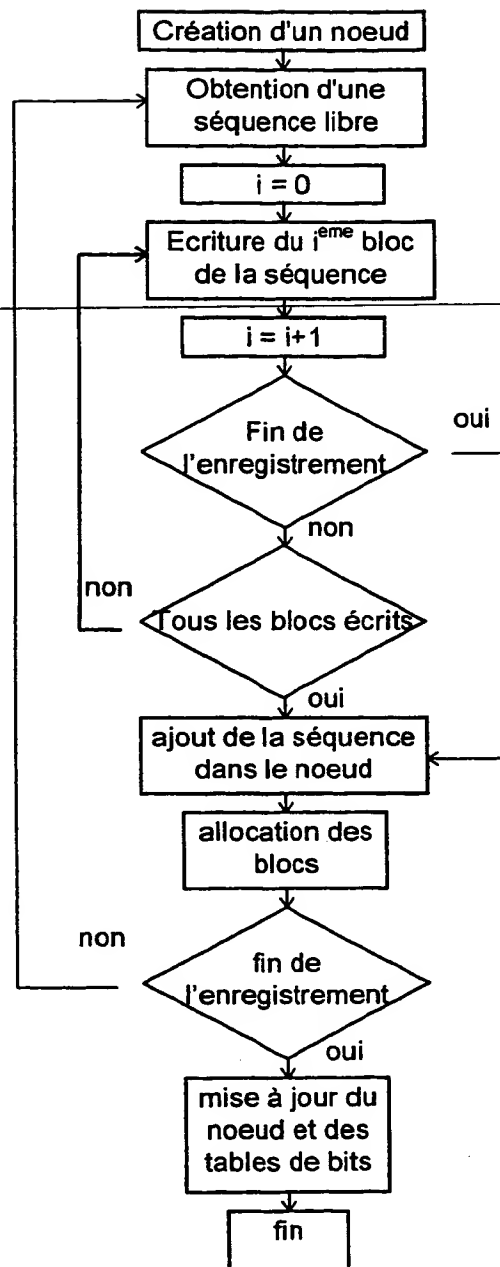 Création d'un noeud
Obtention d'une
séquence libre
i = 0
Ecriture du i^eme bloc
de la séquence
i = i+1
Fin de
l'enregistrement
oui
non
non
Tous les blocs écrits
oui
ajout de la séquence
dans le noeud
allocation des
blocs
non
fin de
l'enregistrement
oui
mise à jour du
noeud et des
tables de bits
fin